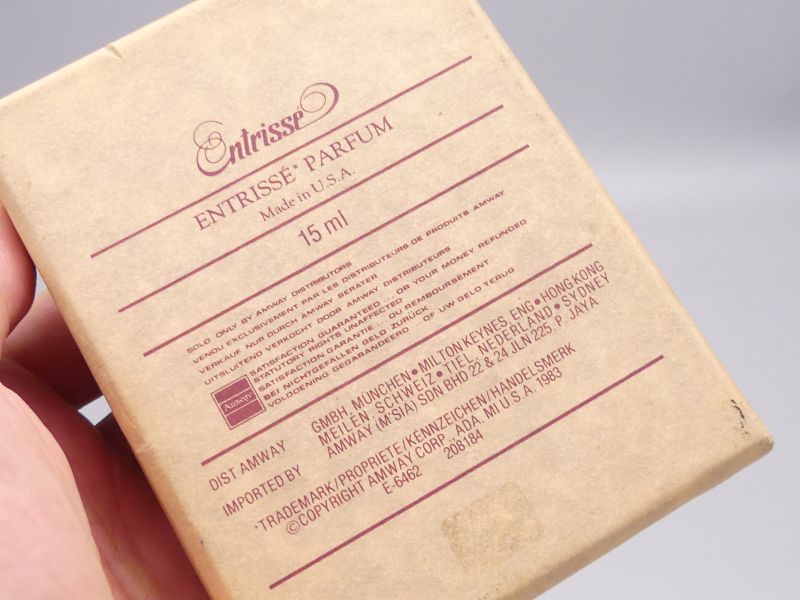 Entrissé
ENTRISSÉ* PARFUM
Made in U.S.A.
15 ml
SOLD ONLY BY AMWAY DISTRIBUTORS
VENDU EXCLUSIVEMENT PAR LES DISTRIBUTEURS DE PRODUITS AMWAY
VERKAUF NUR DURCH AMWAY BERATER
UITSLUITEND VERKOCHT DOOR AMWAY DISTRIBUTEURS
SATISFACTION GUARANTEED ... OR YOUR MONEY REFUNDED
STATUTORY RIGHTS UNAFFECTED
SATISFACTION GARANTIE ... OU REMBOURSEMENT
BEI NICHTGEFALLEN GELD ZURÜCK
VOLDOENING GEGARANDEERD ... OF UW GELD TERUG
Amway
DIST AMWAY GMBH, MÜNCHEN • MILTON KEYNES, ENG • HONG KONG
MEILEN, SCHWEIZ • TIEL, NEDERLAND • SYDNEY
IMPORTED BY AMWAY (M'SIA) SDN BHD 22 & 24 JLN 225, P. JAYA
*TRADEMARK/PROPRIETE/KENNZEICHEN/HANDELSMERK
©COPYRIGHT AMWAY CORP., ADA, MI U.S.A. 1983
E-6462 208184